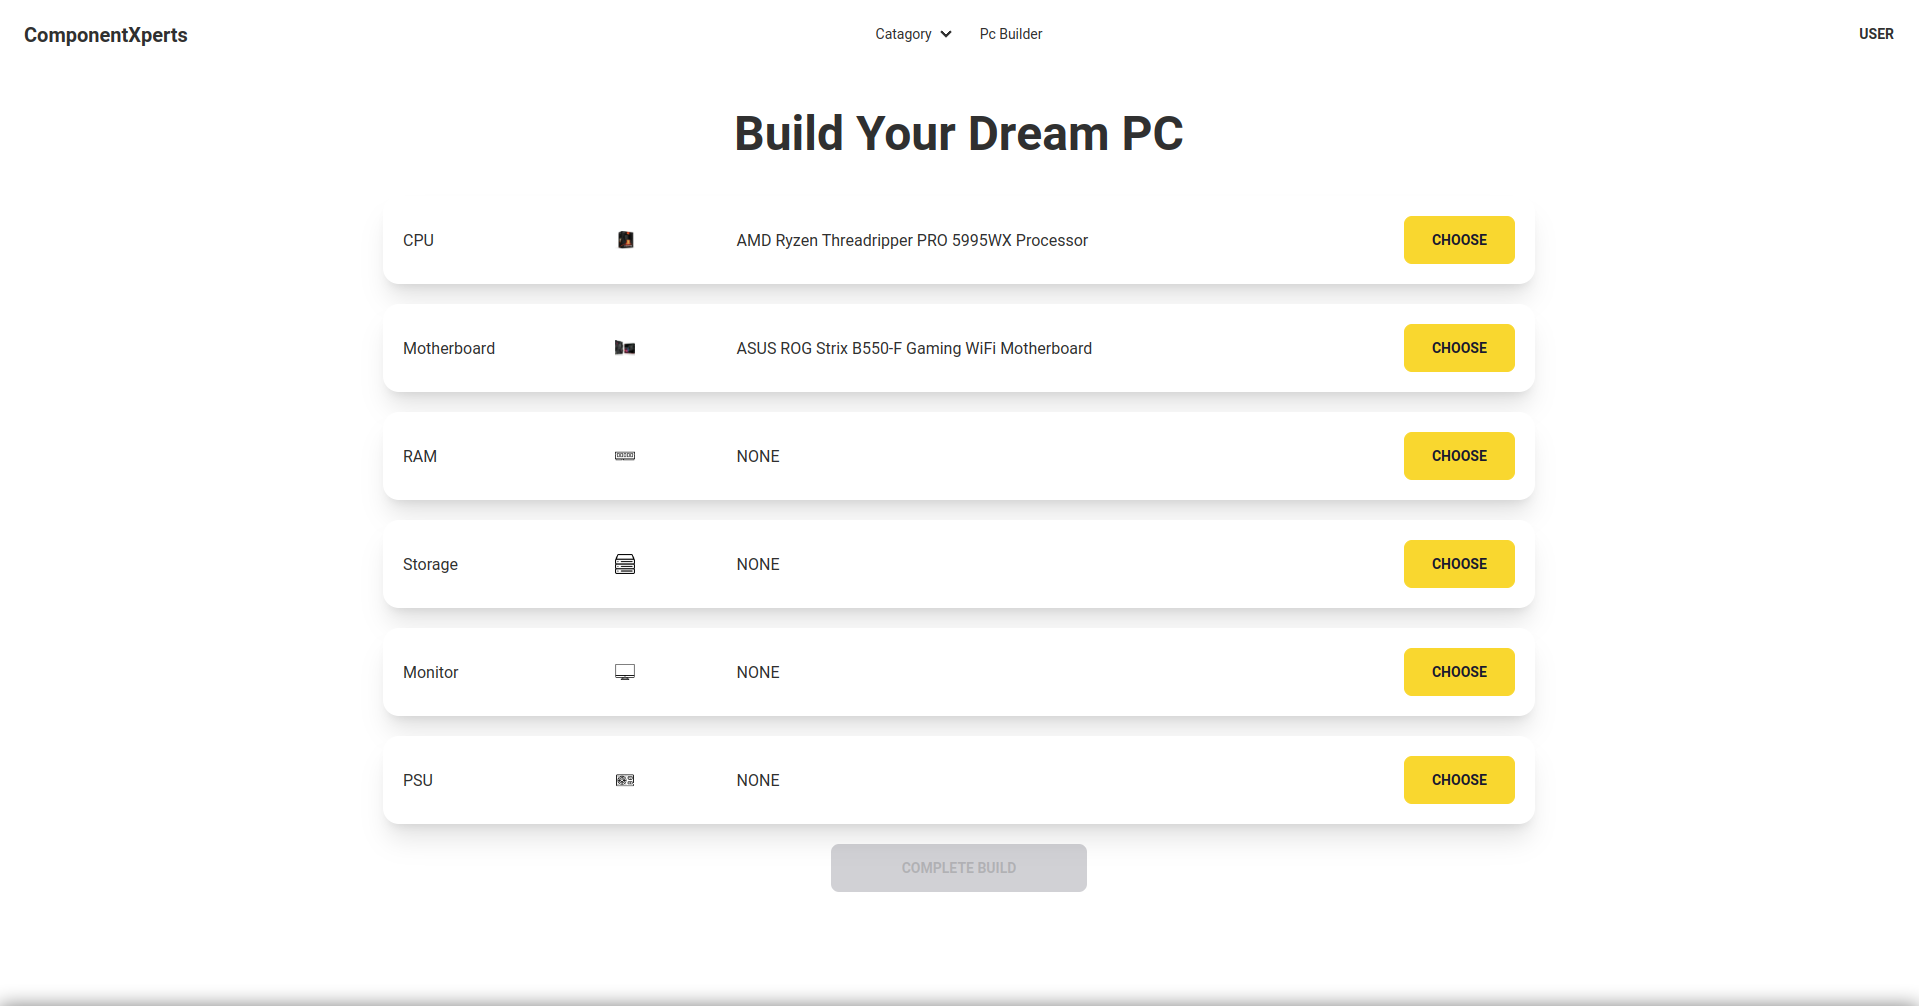 ComponentXperts
Catagory Pc Builder
USER
Build Your Dream PC
CPU AMD Ryzen Threadripper PRO 5995WX Processor CHOOSE
Motherboard ASUS ROG Strix B550-F Gaming WiFi Motherboard CHOOSE
RAM NONE CHOOSE
Storage NONE CHOOSE
Monitor NONE CHOOSE
PSU NONE CHOOSE
COMPLETE BUILD